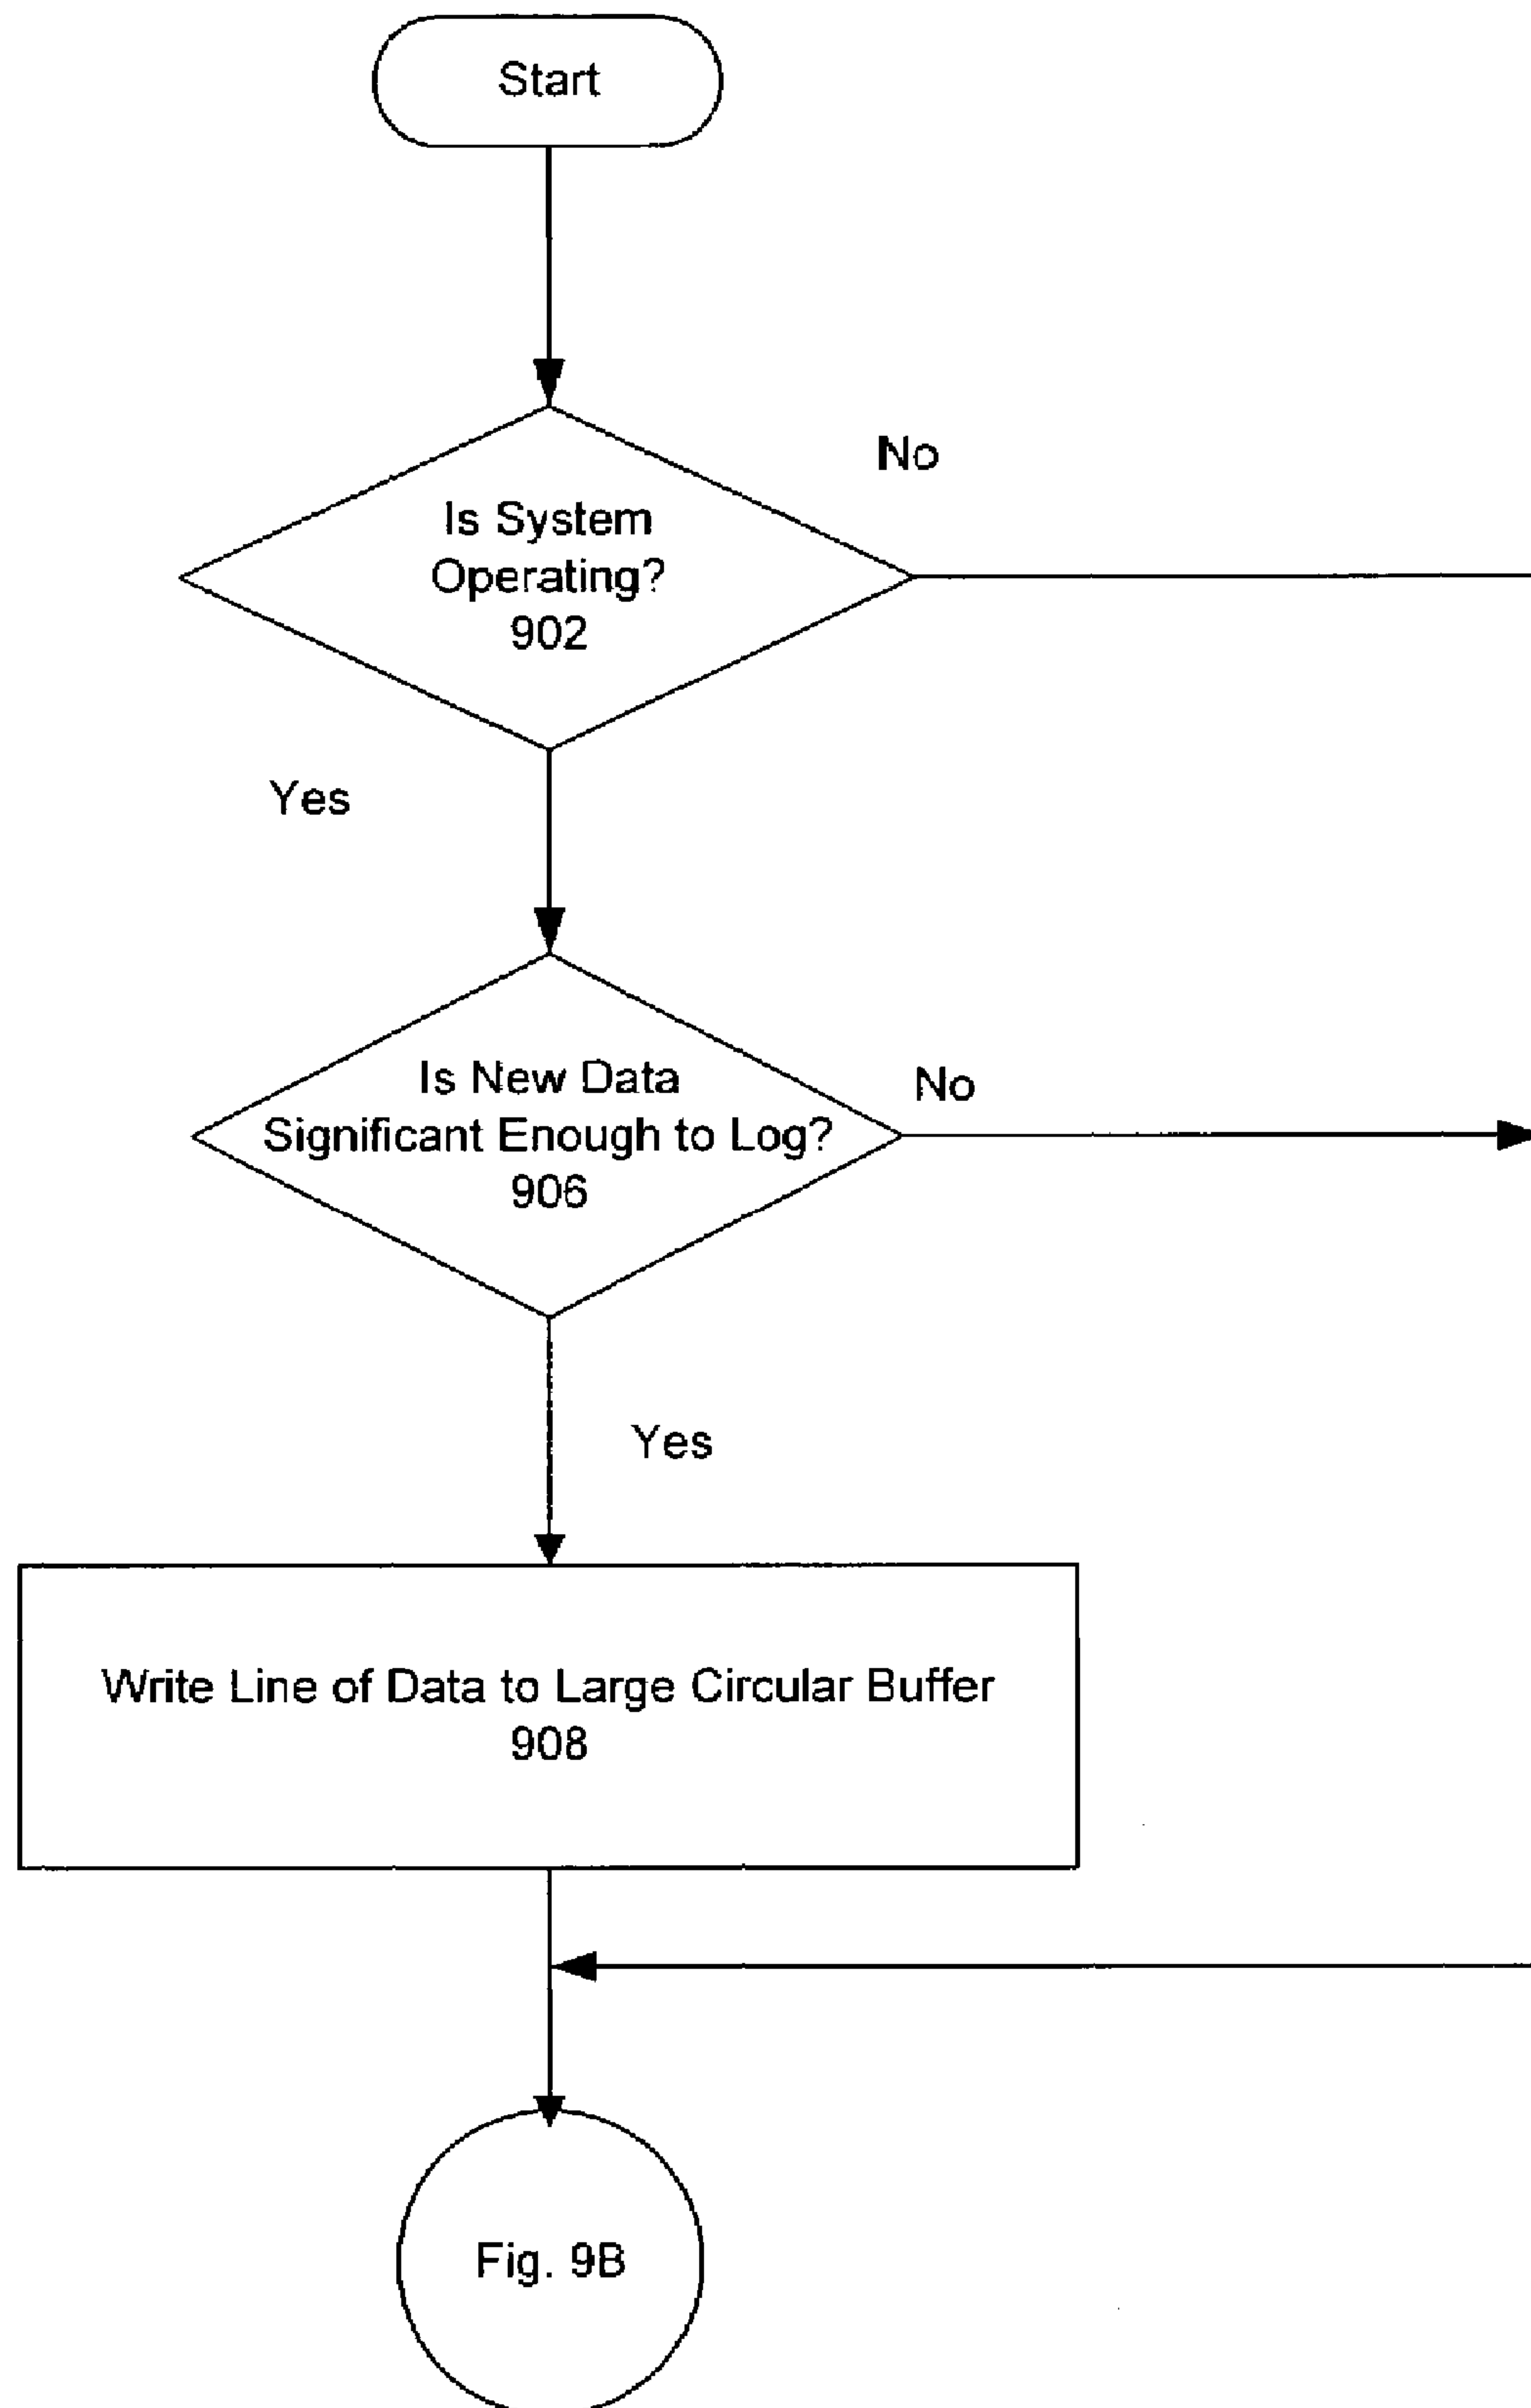 Start
No
Is System
Operating?
902
Yes
Is New Data
Significant Enough to Log?
906
No
Yes
Write Line of Data to Large Circular Buffer
908
Fig. 9B